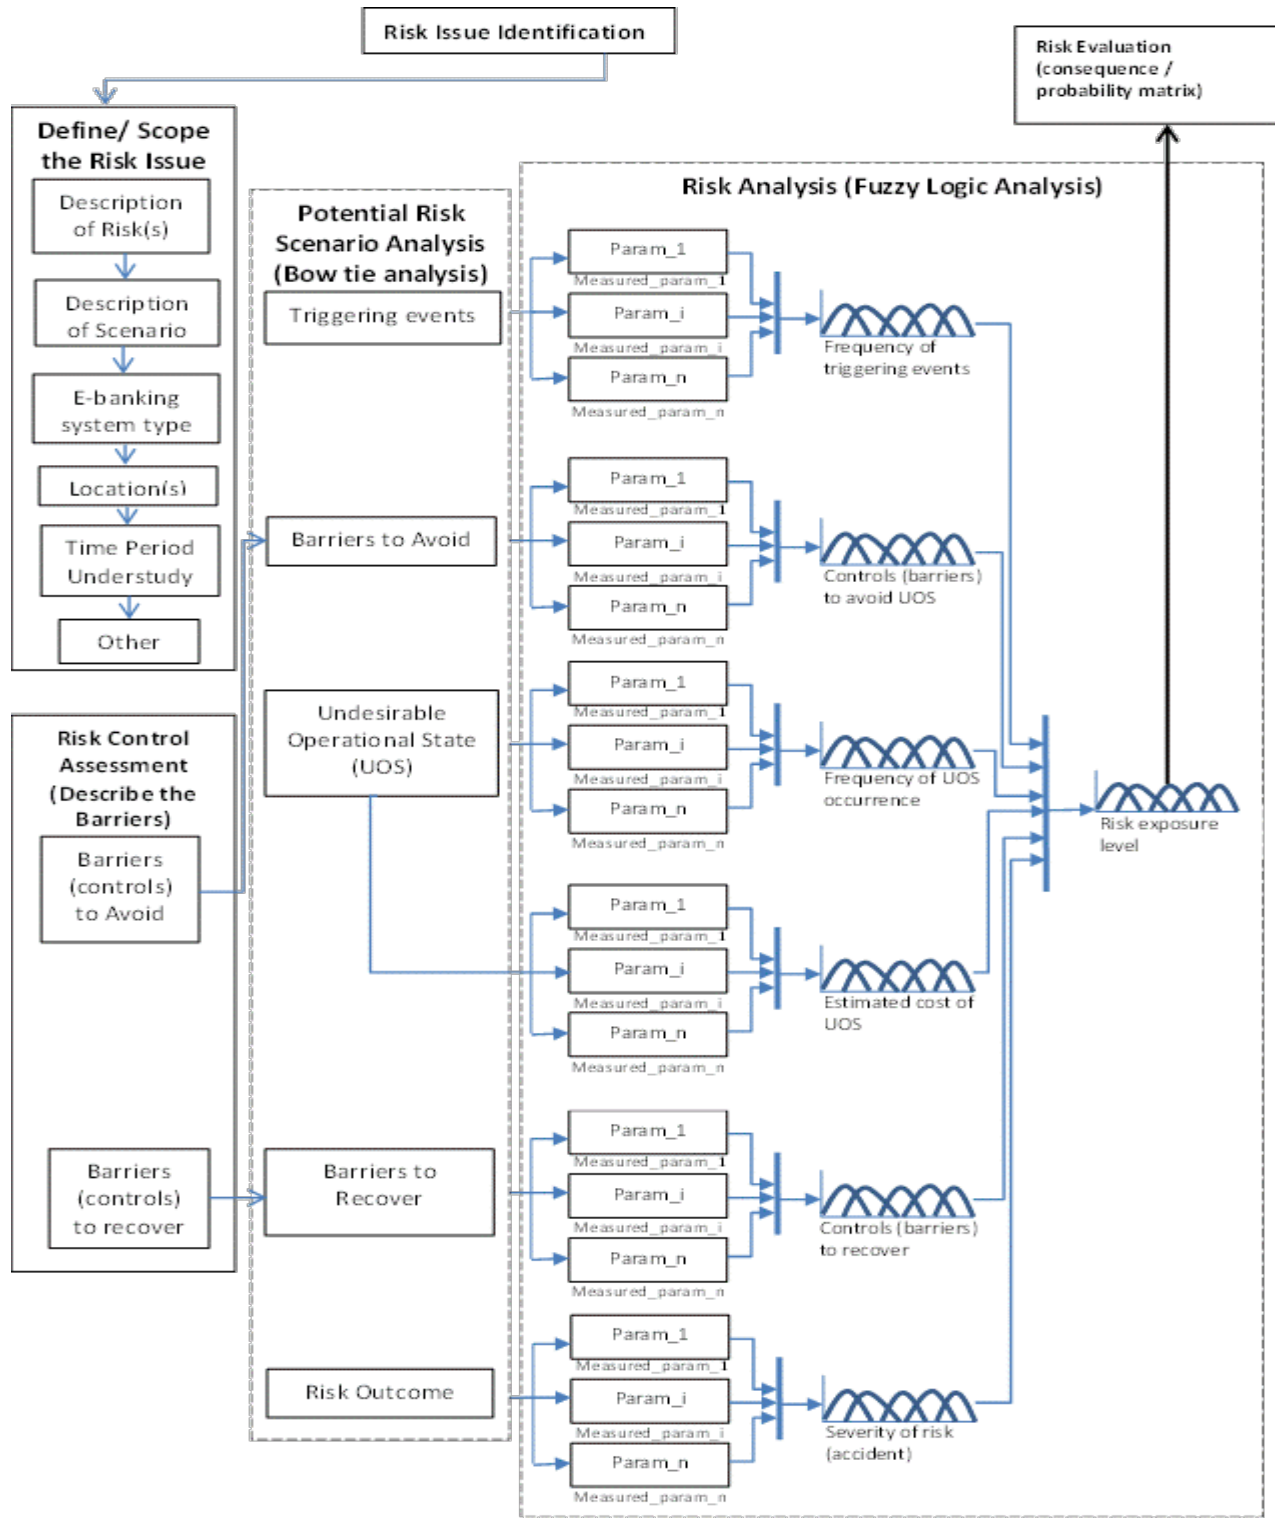 Risk Issue Identification
Risk Evaluation
(consequence /
probability matrix)
Define/ Scope
the Risk Issue
Description
of Risk(s)
Description
of Scenario
E-banking
system type
Location(s)
Time Period
Understudy
Other
Risk Control
Assessment
(Describe the
Barriers)
Barriers
(controls)
to Avoid
Barriers
(controls)
to recover
Potential Risk
Scenario Analysis
(Bow tie analysis)
Triggering events
Barriers to Avoid
Undesirable
Operational State
(UOS)
Barriers to
Recover
Risk Outcome
Risk Analysis (Fuzzy Logic Analysis)
Param_1
Measured_param_1
Param_i
Measured_param_i
Param_n
Measured_param_n
Frequency of
triggering events
Param_1
Measured_param_1
Param_i
Measured_param_i
Param_n
Measured_param_n
Controls (barriers)
to avoid UOS
Param_1
Measured_param_1
Param_i
Measured_param_i
Param_n
Measured_param_n
Frequency of UOS
occurrence
Param_1
Measured_param_1
Param_i
Measured_param_i
Param_n
Measured_param_n
Estimated cost of
UOS
Param_1
Measured_param_1
Param_i
Measured_param_i
Param_n
Measured_param_n
Controls (barriers)
to recover
Param_1
Measured_param_1
Param_i
Measured_param_i
Param_n
Measured_param_n
Severity of risk
(accident)
Risk exposure
level